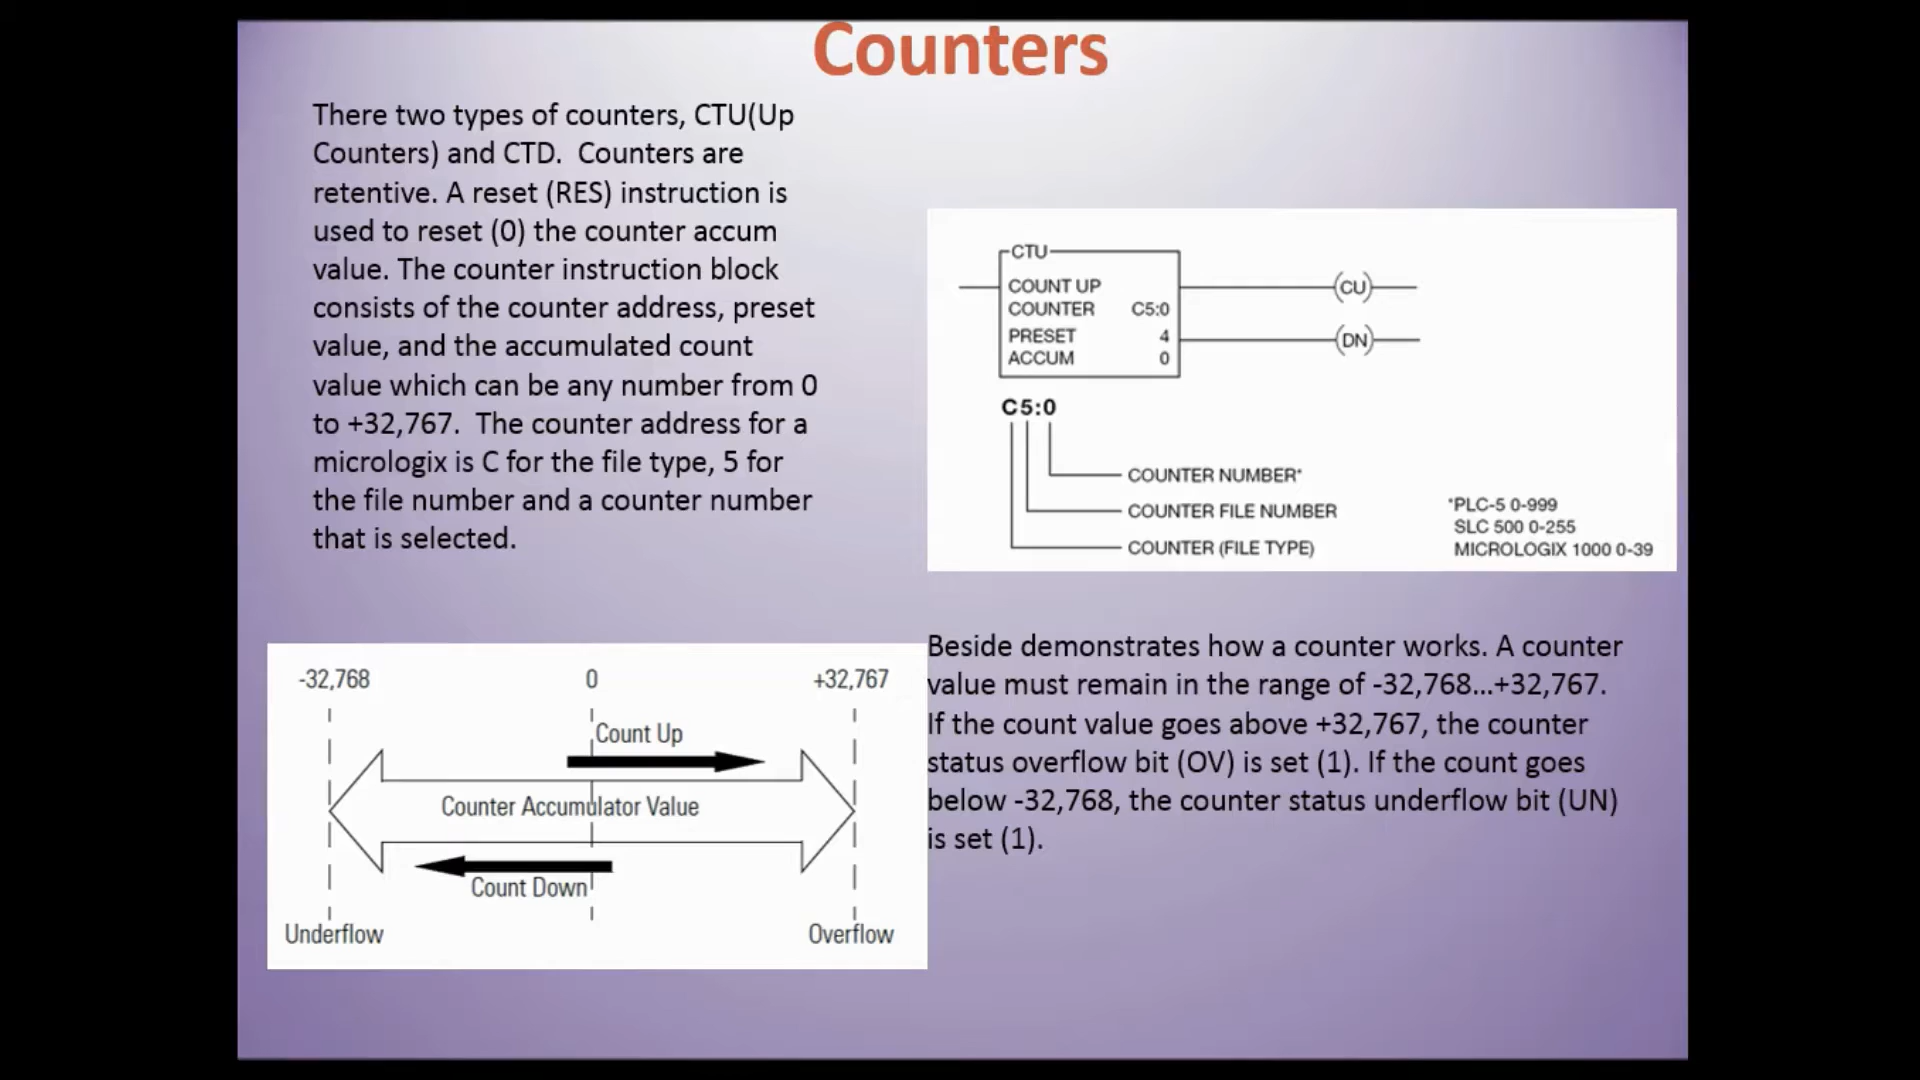 Counters
There two types of counters, CTU(Up
Counters) and CTD.  Counters are
retentive. A reset (RES) instruction is
used to reset (0) the counter accum
value. The counter instruction block
consists of the counter address, preset
value, and the accumulated count
value which can be any number from 0
to +32,767.  The counter address for a
micrologix is C for the file type, 5 for
the file number and a counter number
that is selected.
CTU
COUNT UP
COUNTER C5:0
PRESET 4
ACCUM 0
(CU)
(DN)
C5:0
COUNTER NUMBER*
COUNTER FILE NUMBER
COUNTER (FILE TYPE)
*PLC-5 0-999
SLC 500 0-255
MICROLOGIX 1000 0-39
-32,768 0 +32,767
Count Up
Counter Accumulator Value
Count Down
Underflow Overflow
Beside demonstrates how a counter works. A counter
value must remain in the range of -32,768...+32,767.
If the count value goes above +32,767, the counter
status overflow bit (OV) is set (1). If the count goes
below -32,768, the counter status underflow bit (UN)
is set (1).